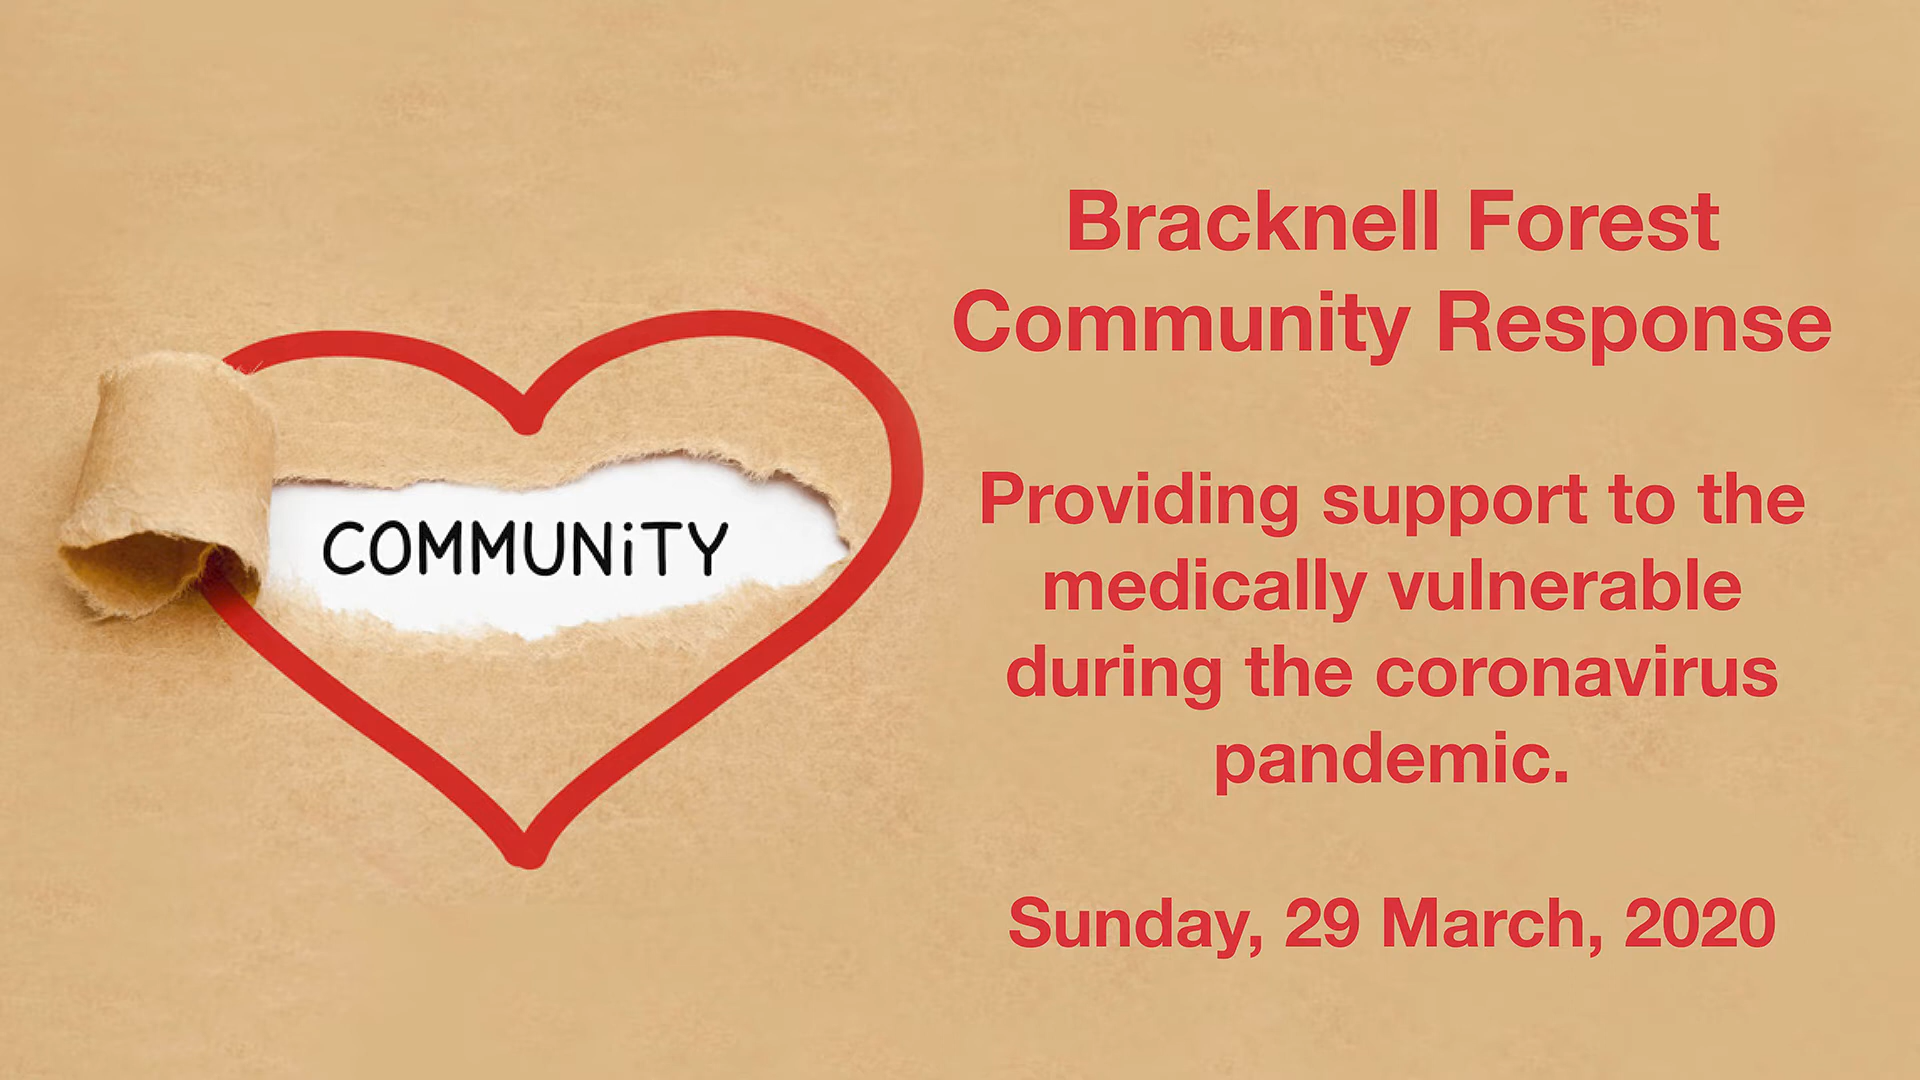 Bracknell Forest
Community Response
COMMUNiTY
Providing support to the
medically vulnerable
during the coronavirus
pandemic.
Sunday, 29 March, 2020